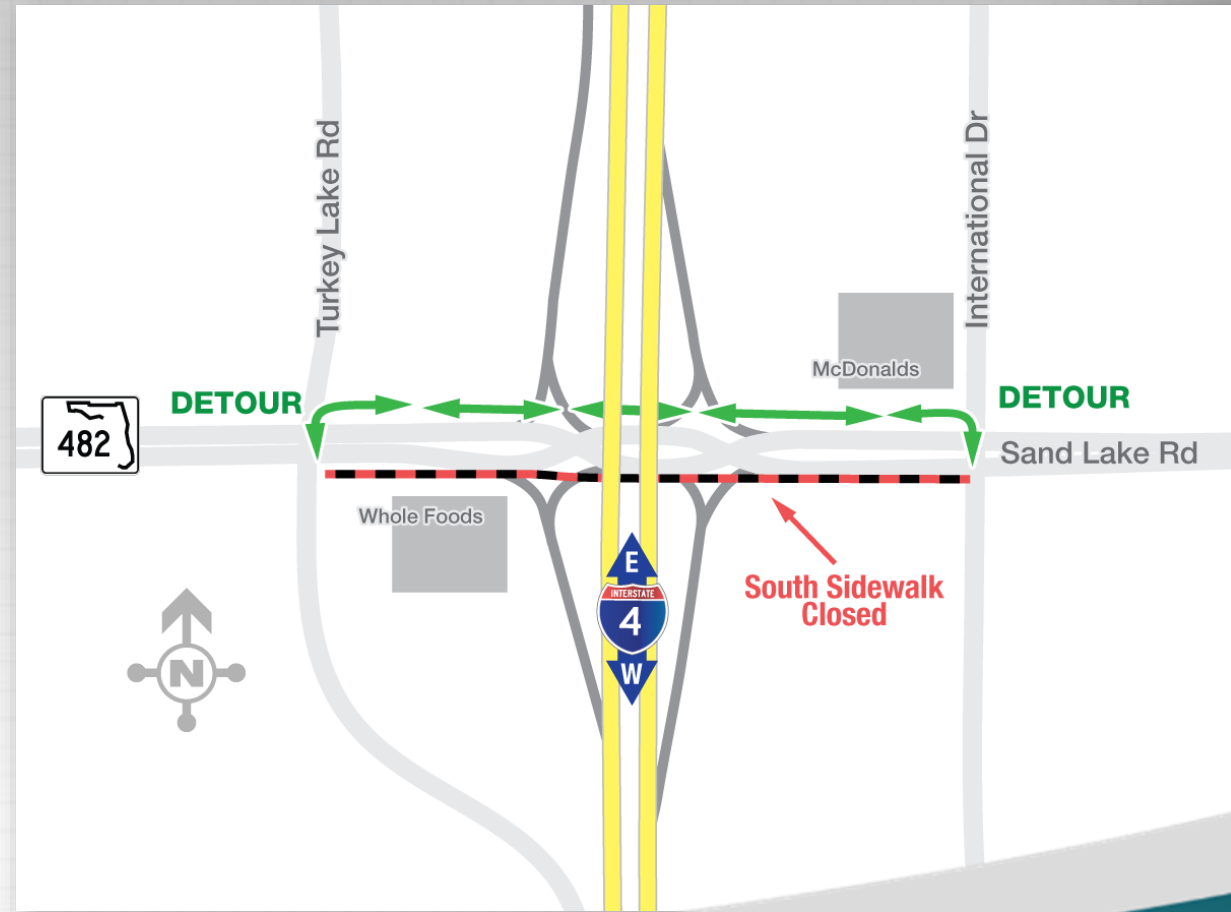 Turkey Lake Rd
International Dr
McDonalds
DETOUR
DETOUR
482
Sand Lake Rd
Whole Foods
E
INTERSTATE
4
W
South Sidewalk
Closed
N